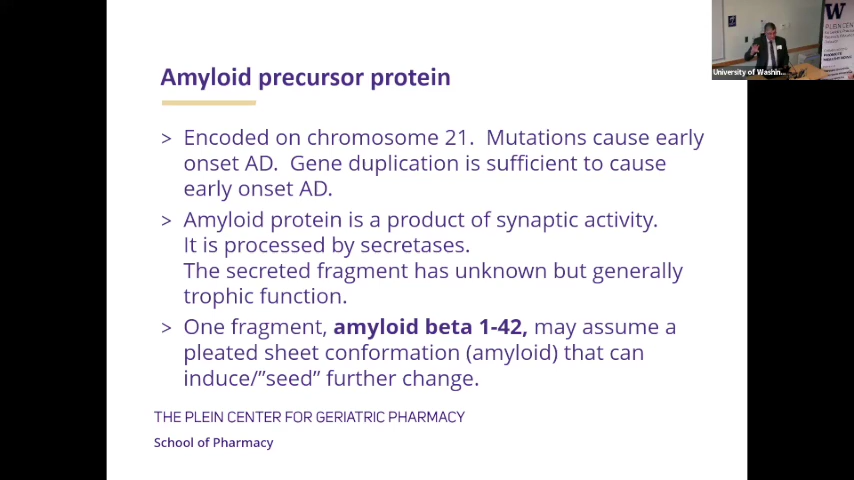 Amyloid precursor protein
> Encoded on chromosome 21. Mutations cause early
onset AD. Gene duplication is sufficient to cause
early onset AD.
> Amyloid protein is a product of synaptic activity.
It is processed by secretases.
The secreted fragment has unknown but generally
trophic function.
> One fragment, amyloid beta 1-42, may assume a
pleated sheet conformation (amyloid) that can
induce/”seed” further change.
THE PLEIN CENTER FOR GERIATRIC PHARMACY
School of Pharmacy
W
University of Washin...